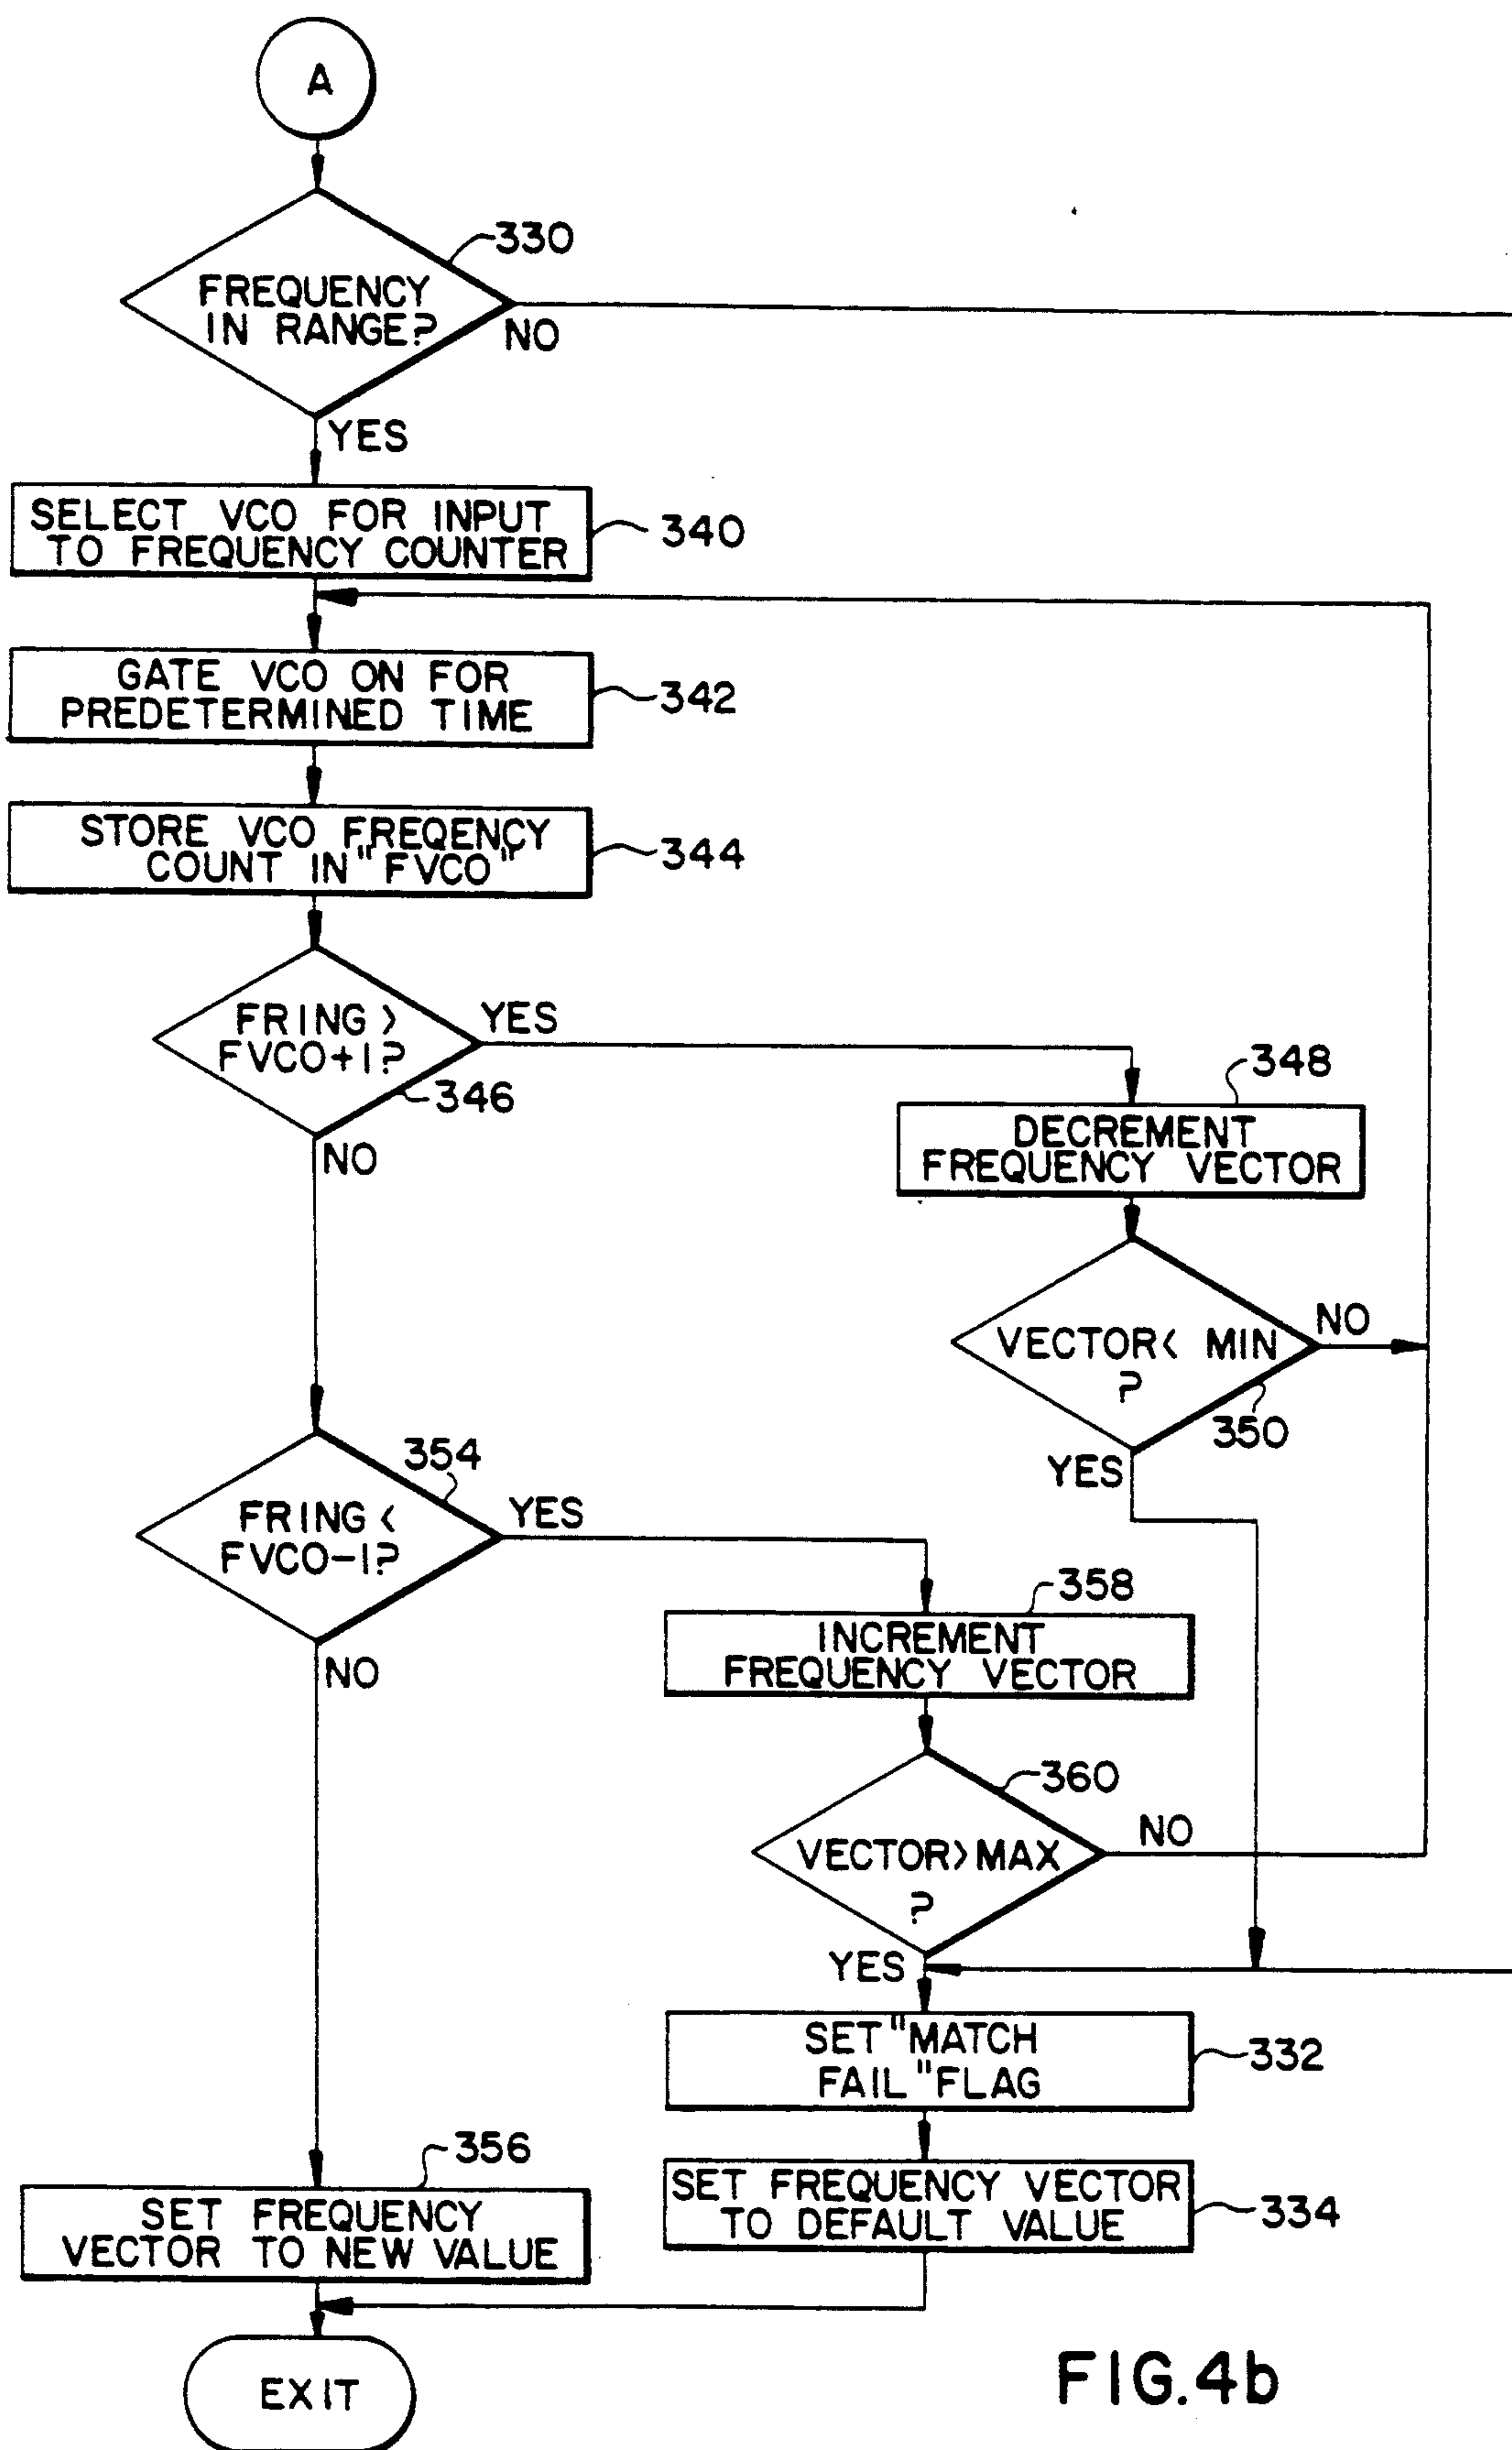 A
330
FREQUENCY
IN RANGE?
NO
YES
SELECT VCO FOR INPUT
TO FREQUENCY COUNTER
340
GATE VCO ON FOR
PREDETERMINED TIME
342
STORE VCO FREQENCY
COUNT IN "FVCO"
344
FRING >
FVCO+1?
YES
346
NO
348
DECREMENT
FREQUENCY VECTOR
VECTOR< MIN
?
NO
350
YES
354
FRING <
FVCO-1?
YES
NO
358
INCREMENT
FREQUENCY VECTOR
360
VECTOR>MAX
?
NO
YES
SET "MATCH
FAIL" FLAG
332
356
SET FREQUENCY
VECTOR TO NEW VALUE
SET FREQUENCY VECTOR
TO DEFAULT VALUE
334
EXIT
FIG.4b